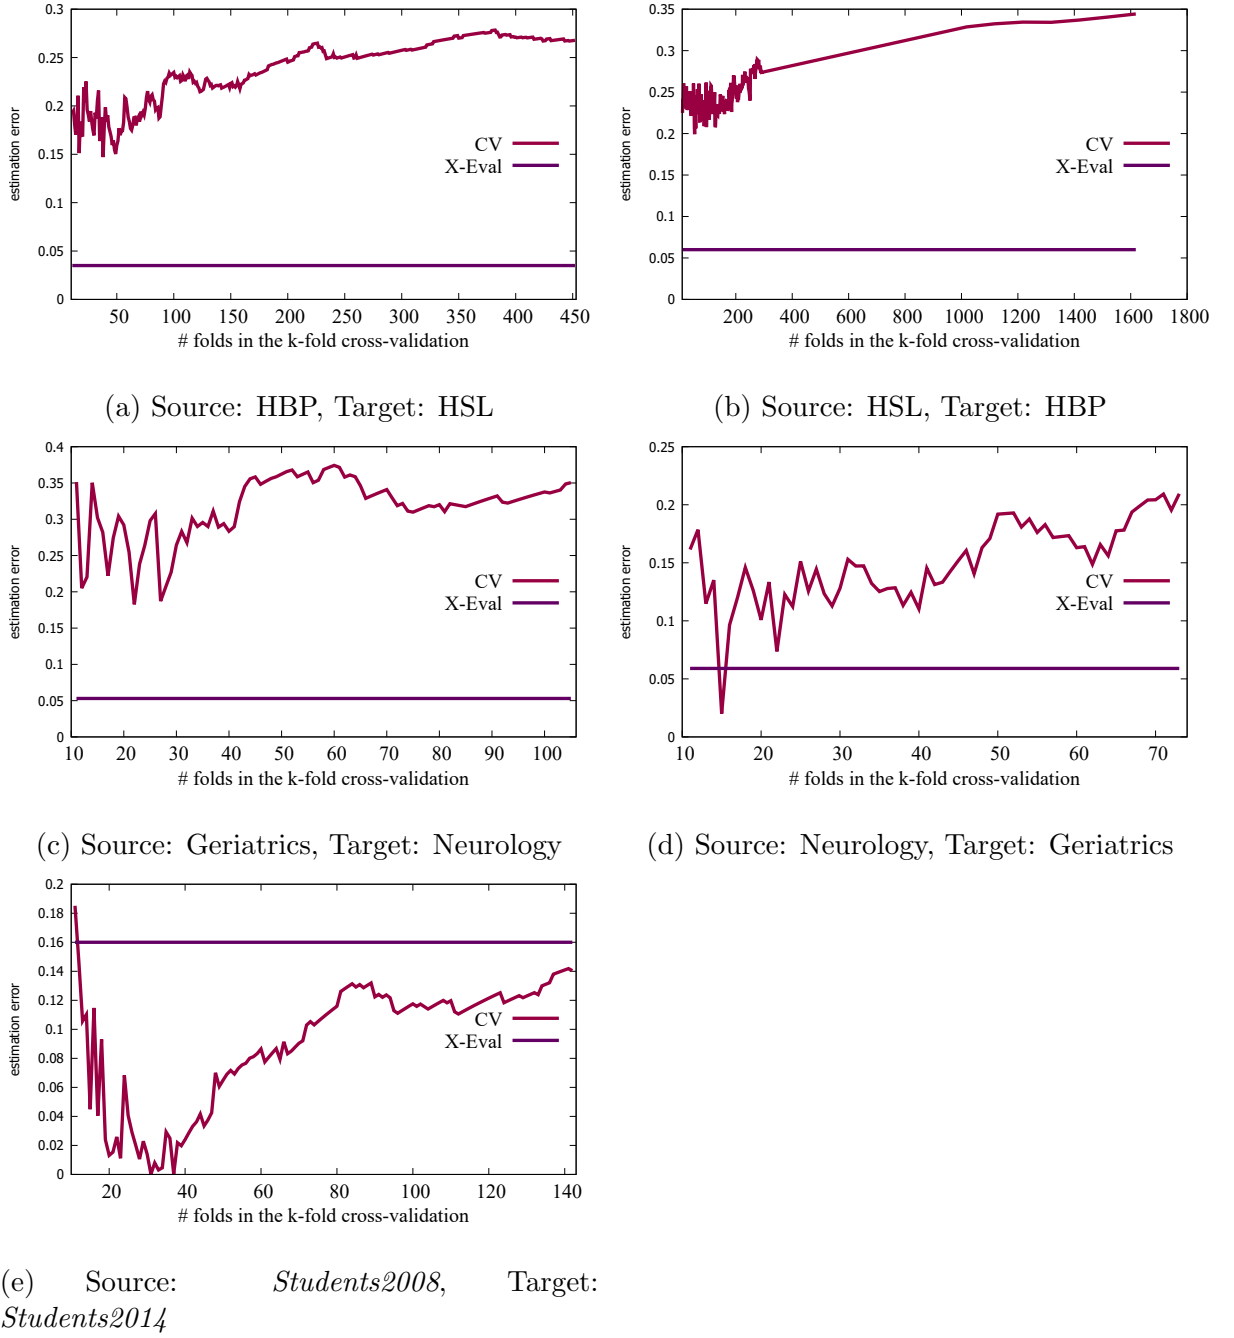 0.3
0.25
0.2
0.15
0.1
0.05
0
estimation error
CV
X-Eval
50 100 150 200 250 300 350 400 450
# folds in the k-fold cross-validation
(a) Source: HBP, Target: HSL
0.35
0.3
0.25
0.2
0.15
0.1
0.05
0
estimation error
CV
X-Eval
200 400 600 800 1000 1200 1400 1600 1800
# folds in the k-fold cross-validation
(b) Source: HSL, Target: HBP
0.4
0.35
0.3
0.25
0.2
0.15
0.1
0.05
0
estimation error
CV
X-Eval
10 20 30 40 50 60 70 80 90 100
# folds in the k-fold cross-validation
(c) Source: Geriatrics, Target: Neurology
0.25
0.2
0.15
0.1
0.05
0
estimation error
CV
X-Eval
10 20 30 40 50 60 70
# folds in the k-fold cross-validation
(d) Source: Neurology, Target: Geriatrics
0.2
0.18
0.16
0.14
0.12
0.1
0.08
0.06
0.04
0.02
0
estimation error
CV
X-Eval
20 40 60 80 100 120 140
# folds in the k-fold cross-validation
(e) Source: Students2008, Target:
Students2014